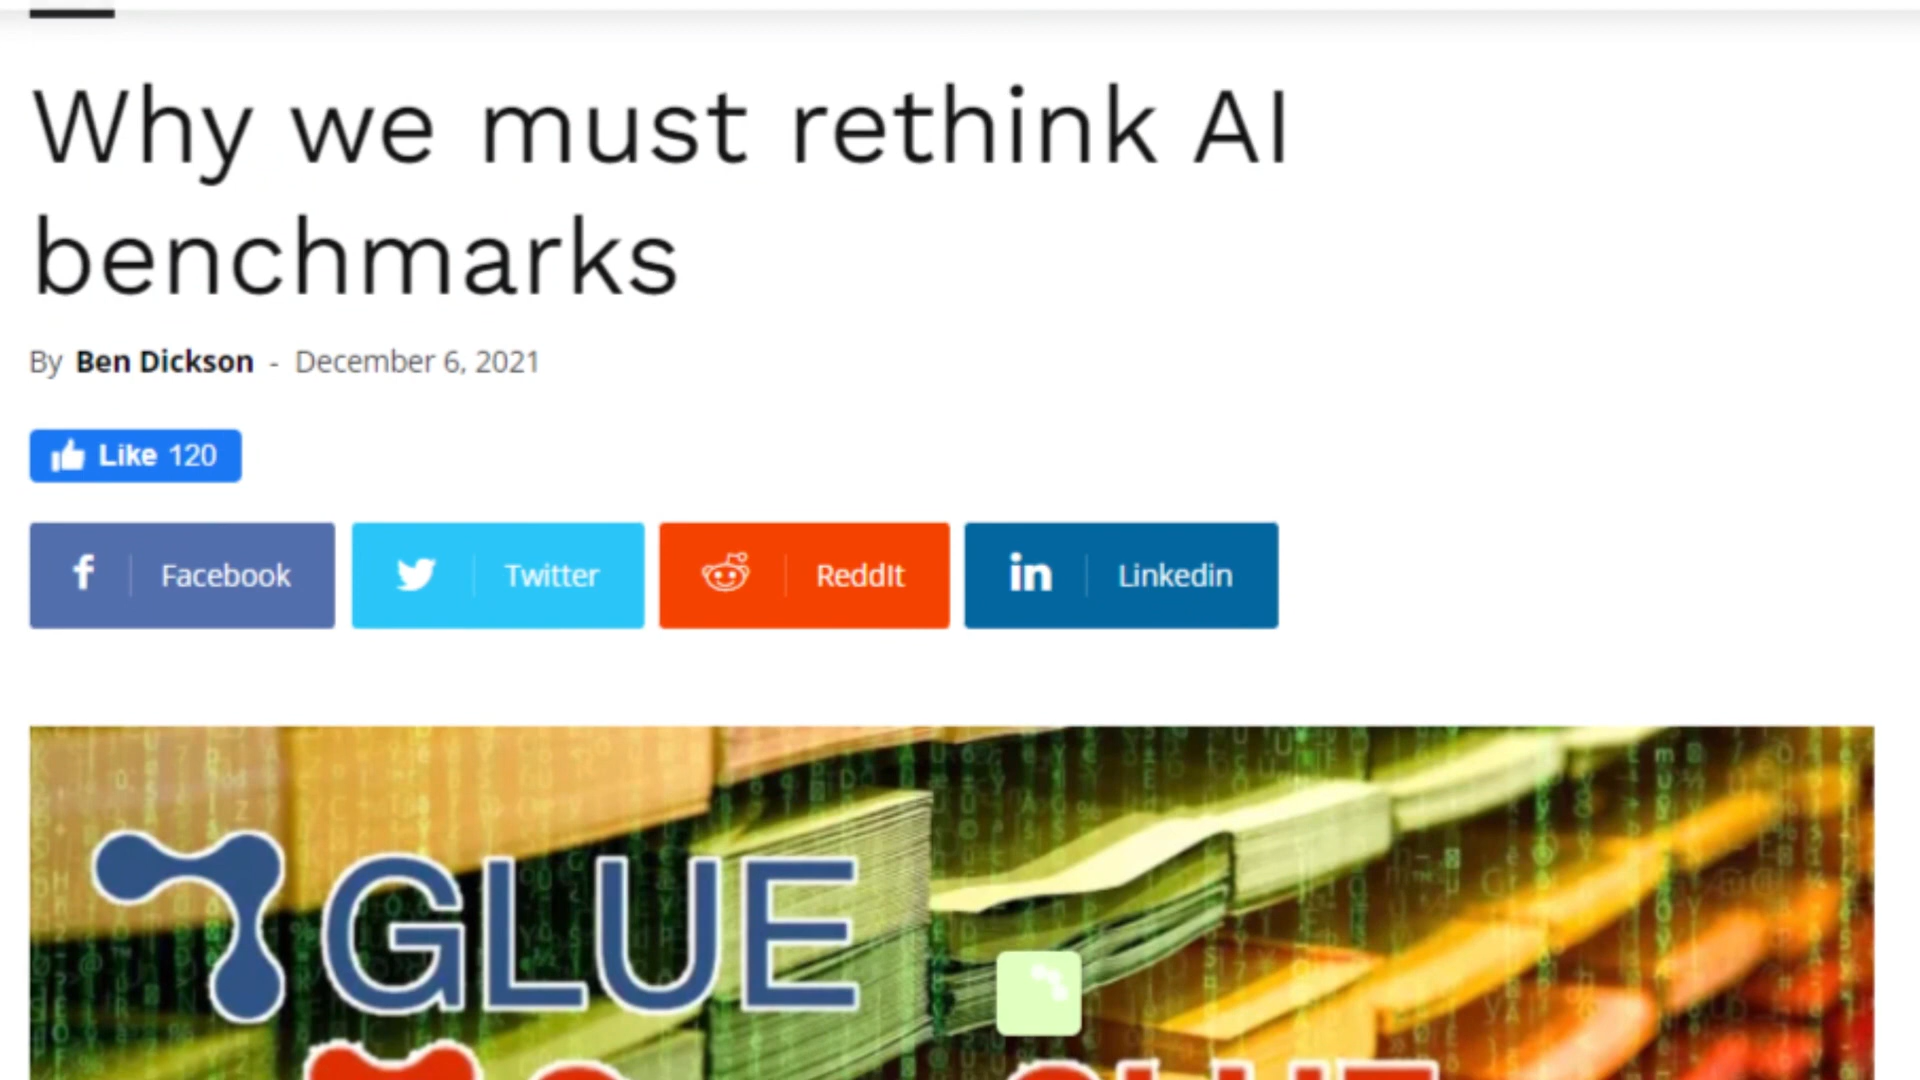 Why we must rethink AI
benchmarks
By Ben Dickson - December 6, 2021
Like 120
Facebook
Twitter
ReddIt
Linkedin
GLUE